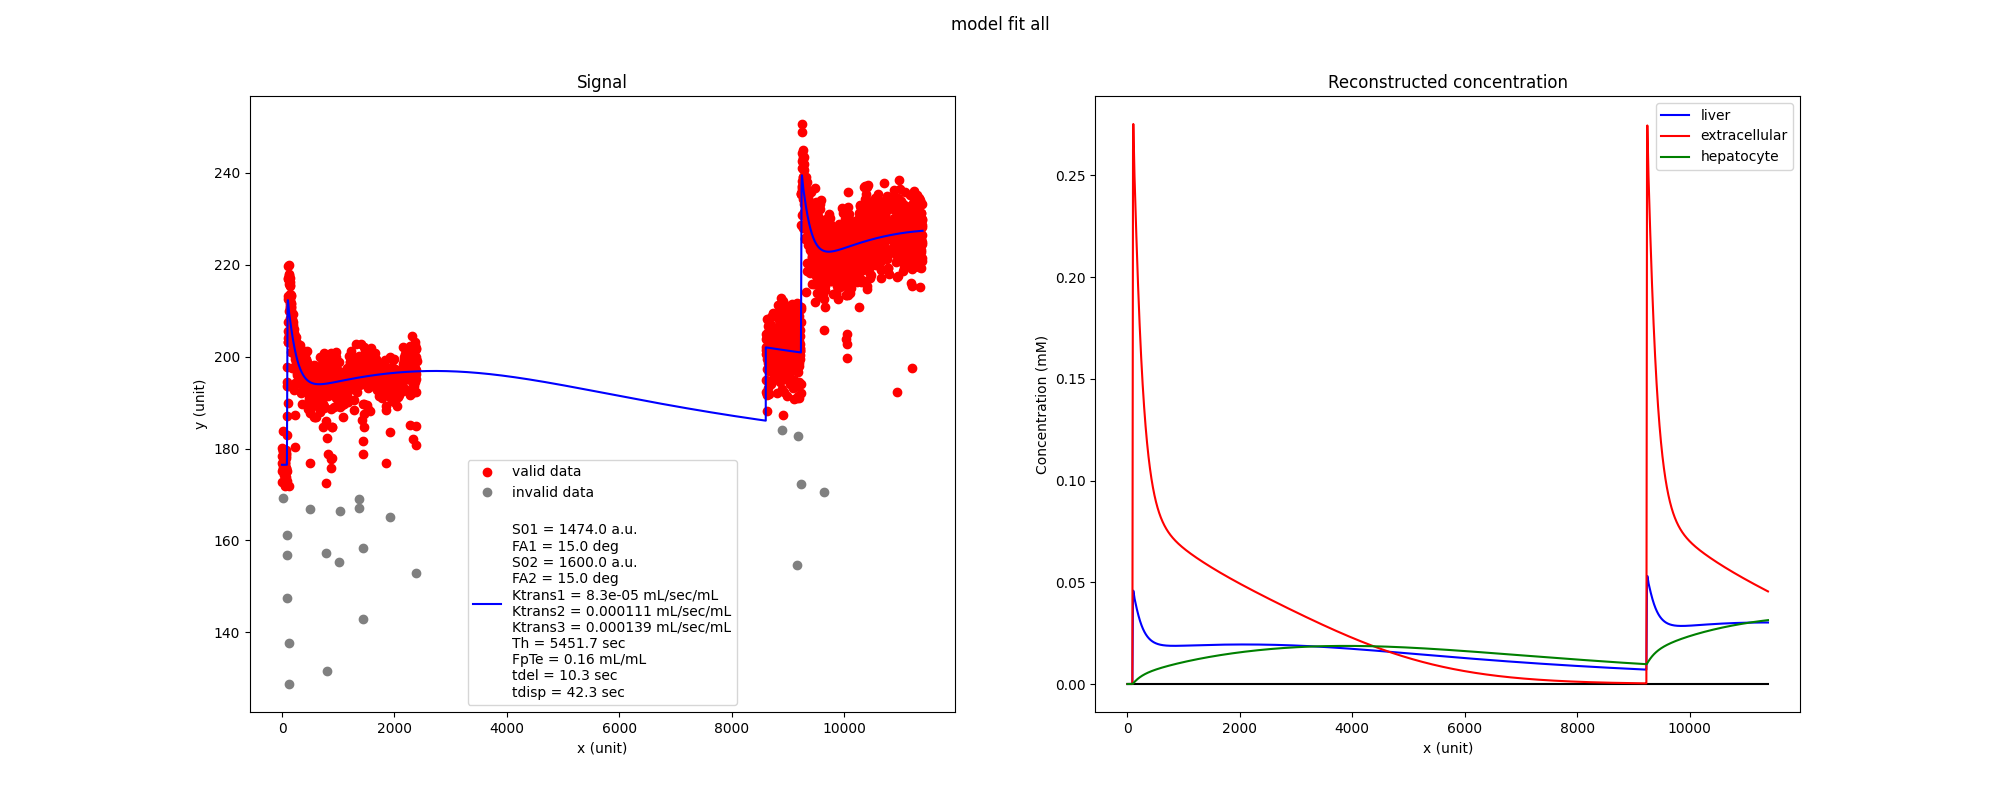 model fit all
Signal
y (unit)
240
220
200
180
160
140
valid data
invalid data
S01 = 1474.0 a.u.
FA1 = 15.0 deg
S02 = 1600.0 a.u.
FA2 = 15.0 deg
Ktrans1 = 8.3e-05 mL/sec/mL
Ktrans2 = 0.000111 mL/sec/mL
Ktrans3 = 0.000139 mL/sec/mL
Th = 5451.7 sec
FpTe = 0.16 mL/mL
tdel = 10.3 sec
tdisp = 42.3 sec
0 2000 4000 6000 8000 10000
x (unit)
Reconstructed concentration
liver
extracellular
hepatocyte
Concentration (mM)
0.25
0.20
0.15
0.10
0.05
0.00
0 2000 4000 6000 8000 10000
x (unit)